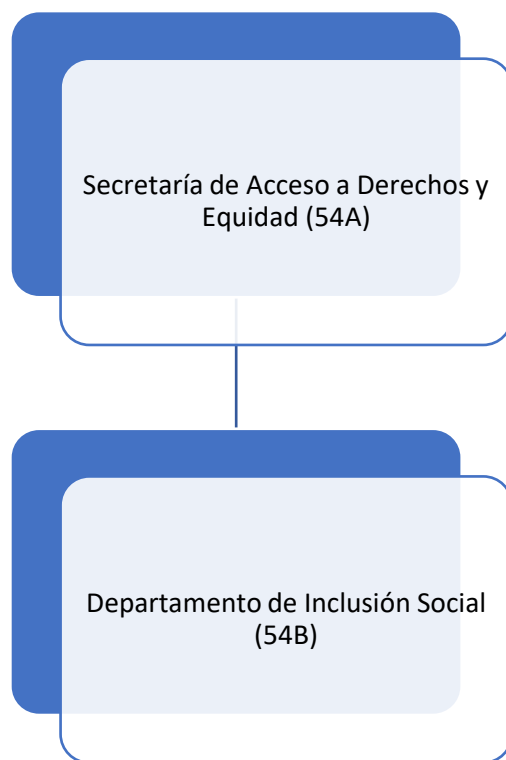 Secretaría de Acceso a Derechos y
Equidad (54A)
Departamento de Inclusión Social
(54B)